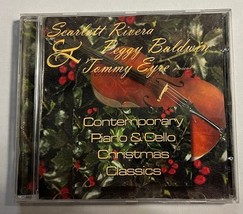 Scarlett Rivera
& Peggy Baldwin
Tommy Eyre
Contemporary
Piano & Cello
Christmas
Classics